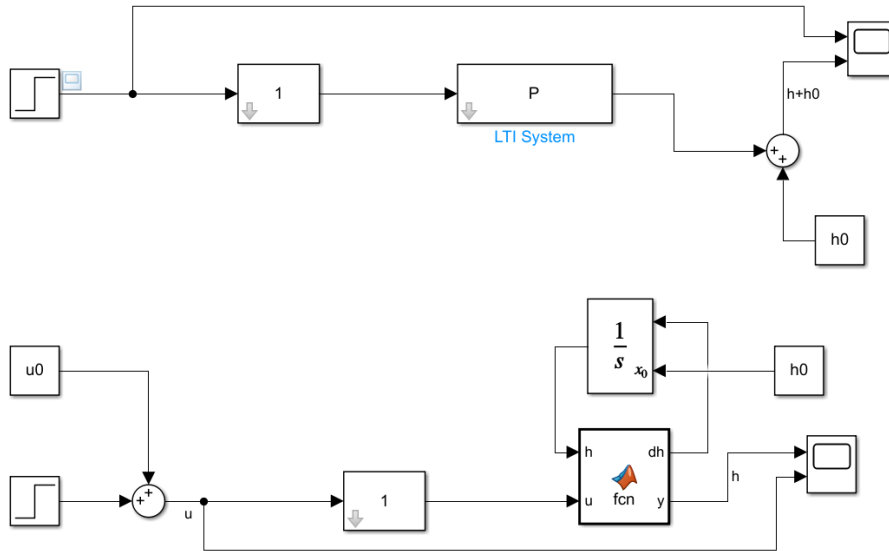 1
P
LTI System
+
+
h+h0
h0
u0
1
s
x0
h0
h
dh
u
y
fcn
h
+
+
u
1